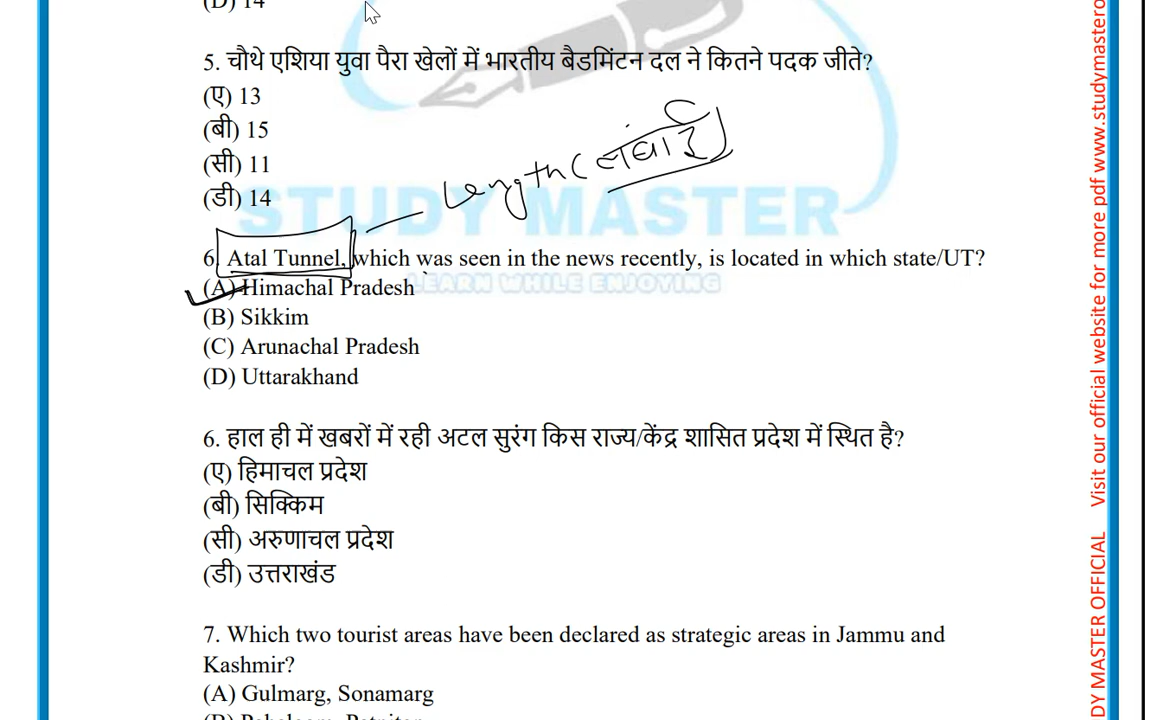 (D) 14
5. चौथे एशिया युवा पैरा खेलों में भारतीय बैडमिंटन दल ने कितने पदक जीते?
(ए) 13
(बी) 15
(सी) 11
(डी) 14
Length (लंबाई)
STUDY MASTER
6. Atal Tunnel, which was seen in the news recently, is located in which state/UT?
LEARN WHILE ENJOYING
(A) Himachal Pradesh
(B) Sikkim
(C) Arunachal Pradesh
(D) Uttarakhand
6. हाल ही में खबरों में रही अटल सुरंग किस राज्य/केंद्र शासित प्रदेश में स्थित है?
(ए) हिमाचल प्रदेश
(बी) सिक्किम
(सी) अरुणाचल प्रदेश
(डी) उत्तराखंड
7. Which two tourist areas have been declared as strategic areas in Jammu and
Kashmir?
(A) Gulmarg, Sonamarg
DY MASTER OFFICIAL Visit our official website for more pdf www.studymastero